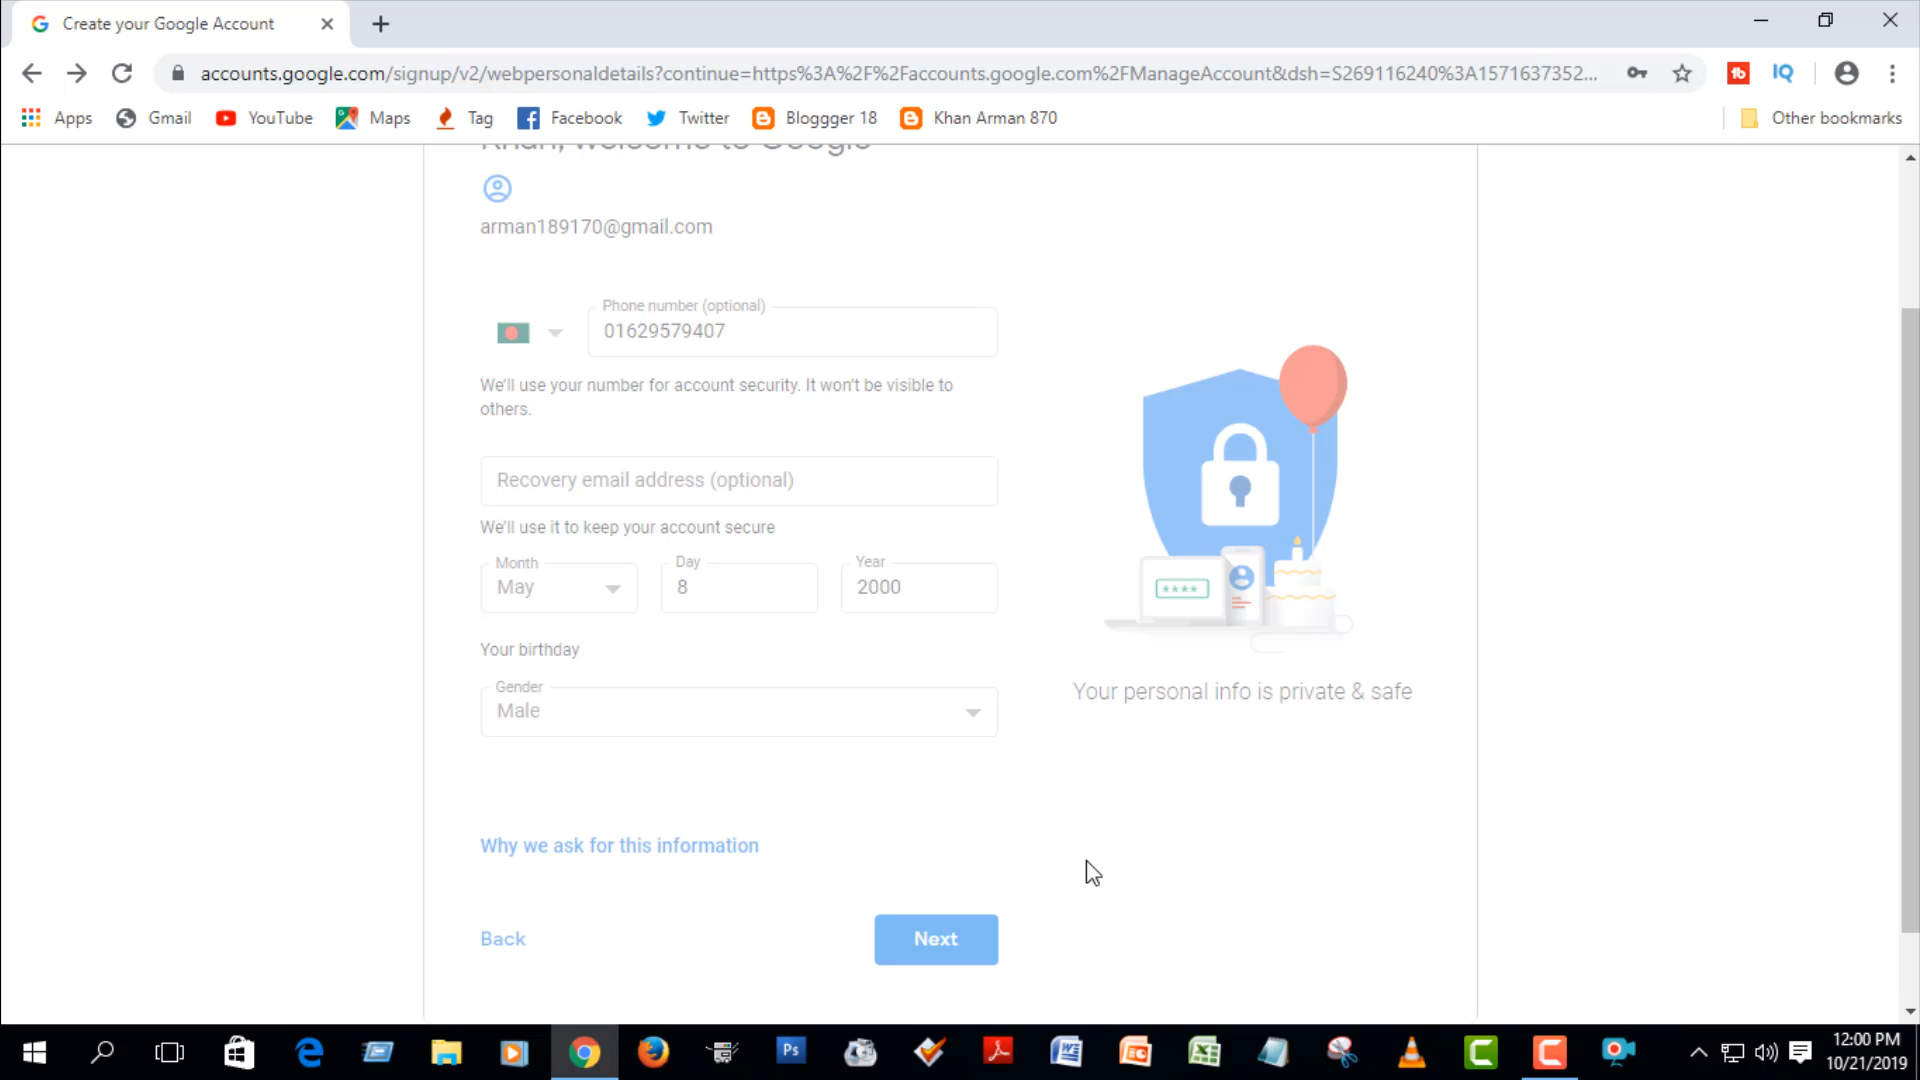 Create your Google Account
accounts.google.com/signup/v2/webpersonaldetails?continue=https%3A%2F%2Faccounts.google.com%2FManageAccount&dsh=S269116240%3A1571637352...
Apps Gmail YouTube Maps Tag Facebook Twitter Bloggger 18 Khan Arman 870 Other bookmarks
Khan, welcome to Google
arman189170@gmail.com
Phone number (optional)
01629579407
We'll use your number for account security. It won't be visible to
others.
Recovery email address (optional)
We'll use it to keep your account secure
Month Day Year
May 8 2000
Your birthday
Gender
Male
Your personal info is private & safe
Why we ask for this information
Back Next
12:00 PM
10/21/2019